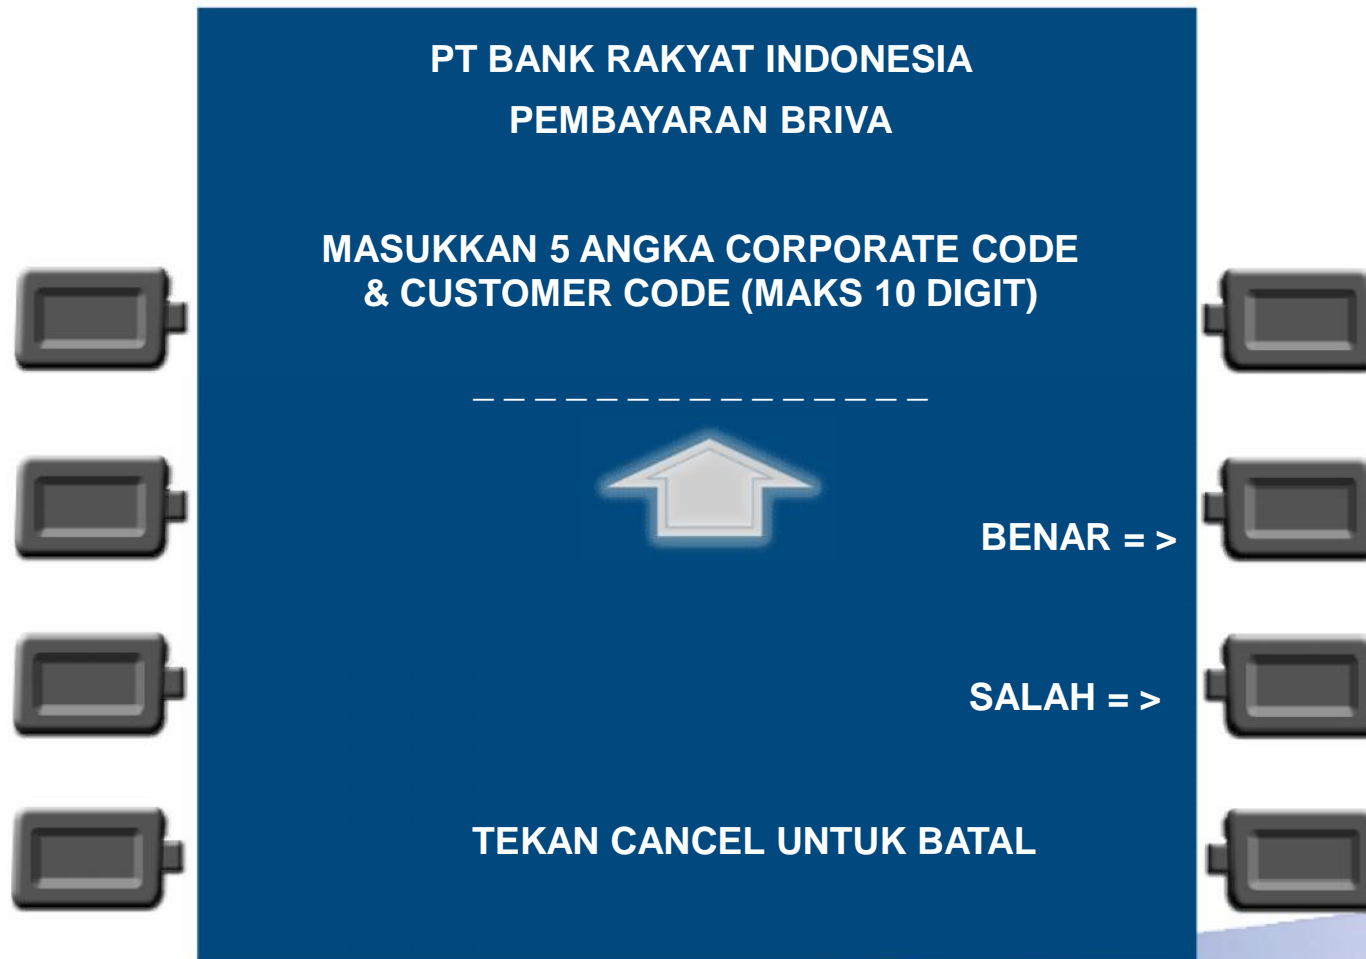 PT BANK RAKYAT INDONESIA
PEMBAYARAN BRIVA
MASUKKAN 5 ANGKA CORPORATE CODE
& CUSTOMER CODE (MAKS 10 DIGIT)
_ _ _ _ _ _ _ _ _ _ _ _ _ _ _
BENAR = >
SALAH = >
TEKAN CANCEL UNTUK BATAL